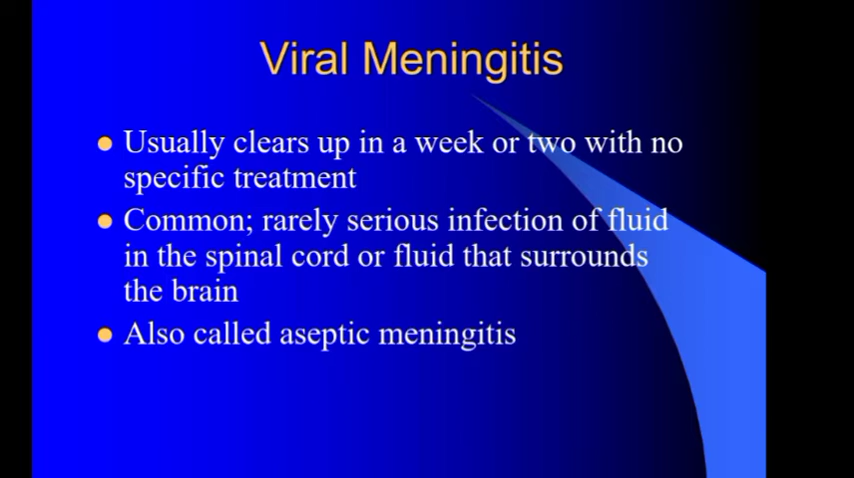 Viral Meningitis
Usually clears up in a week or two with no
specific treatment
Common; rarely serious infection of fluid
in the spinal cord or fluid that surrounds
the brain
Also called aseptic meningitis